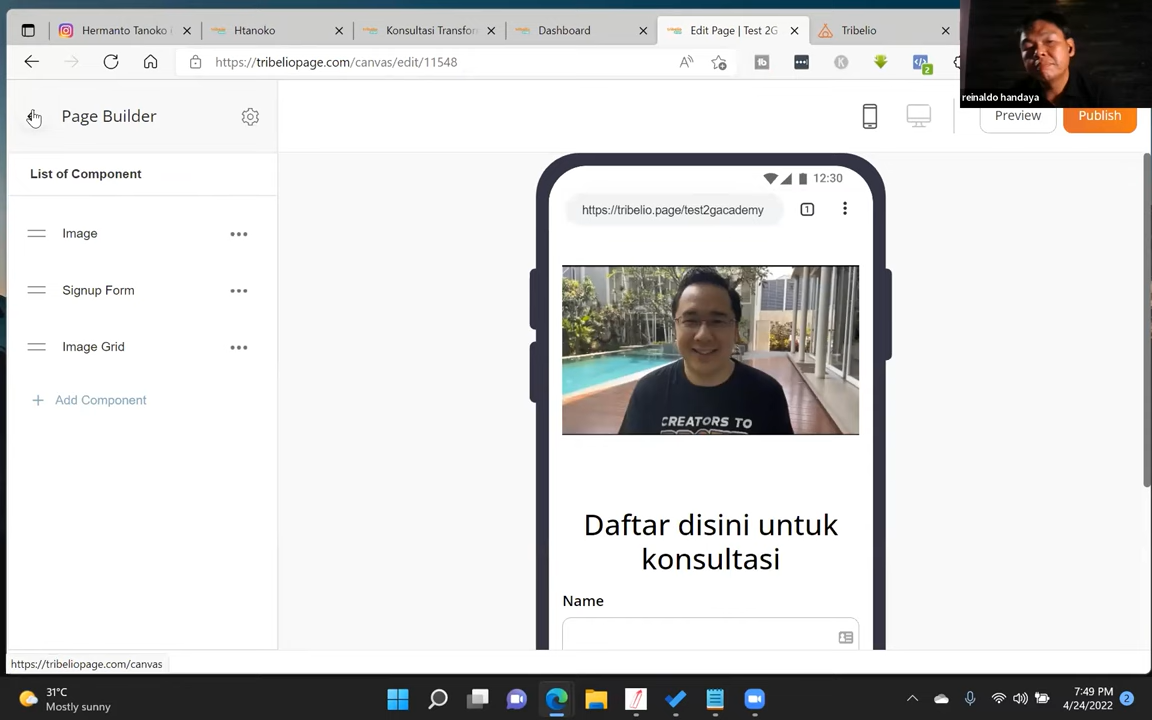 Hermanto Tanoko
Htanoko
Konsultasi Transfor
Dashboard
Edit Page | Test 2G
Tribelio
https://tribeliopage.com/canvas/edit/11548
reinaldo handaya
Page Builder
Preview
Publish
List of Component
Image
Signup Form
Image Grid
+ Add Component
12:30
https://tribelio.page/test2gacademy
1
CREATORS TO
Daftar disini untuk
konsultasi
Name
https://tribeliopage.com/canvas
31°C
Mostly sunny
7:49 PM
4/24/2022
2